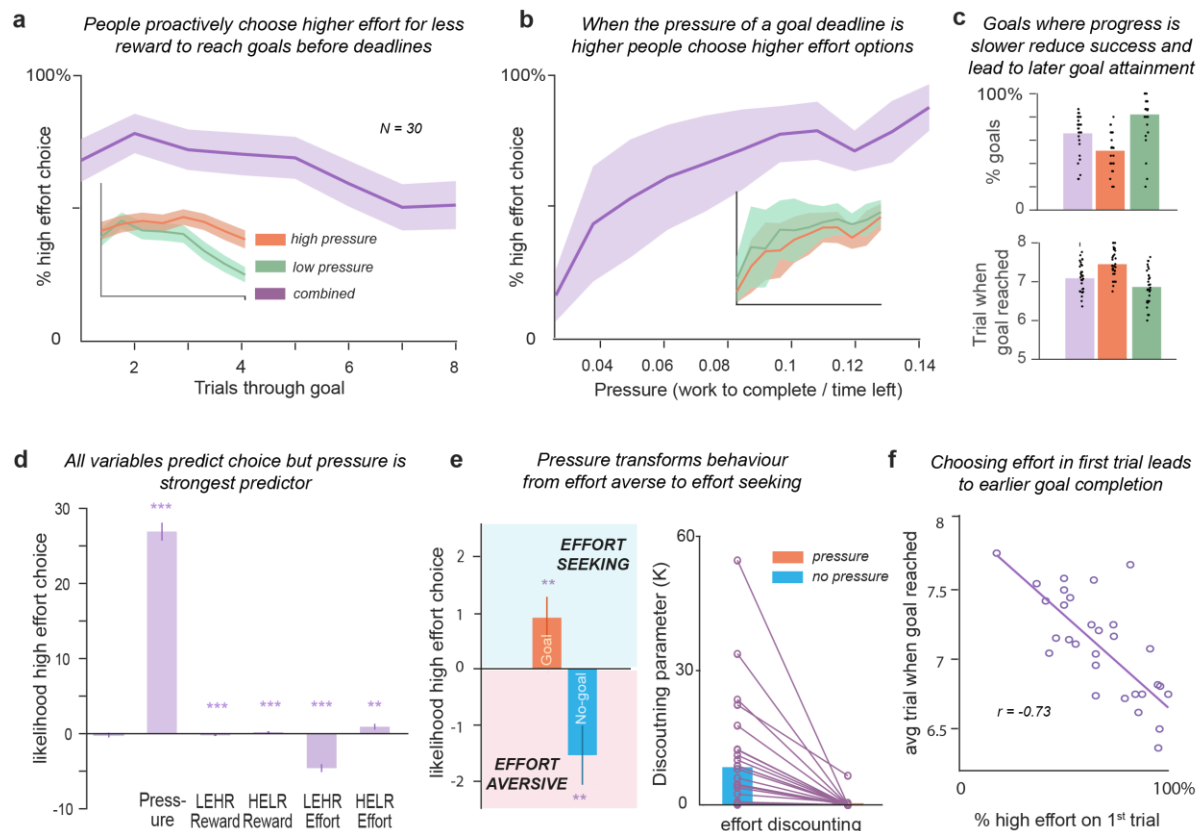 a
People proactively choose higher effort for less
reward to reach goals before deadlines
100%
N = 30
% high effort choice
high pressure
low pressure
combined
0
2
4
6
8
Trials through goal
b
When the pressure of a goal deadline is
higher people choose higher effort options
100%
% high effort choice
0
0.04
0.06
0.08
0.1
0.12
0.14
Pressure (work to complete / time left)
c
Goals where progress is
slower reduce success and
lead to later goal attainment
100%
% goals
0
8
7
6
5
Trial when
goal reached
d
All variables predict choice but pressure is
strongest predictor
30
20
10
0
-10
likelihood high effort choice
***
***
***
***
**
Press-
ure
LEHR
Reward
HELR
Reward
LEHR
Effort
HELR
Effort
e
Pressure transforms behaviour
from effort averse to effort seeking
2
1
0
-1
-2
likelihood high effort choice
EFFORT
SEEKING
**
Goal
No-goal
EFFORT
AVERSIVE
**
60
30
0
Discoutning parameter (K)
pressure
no pressure
effort discounting
f
Choosing effort in first trial leads
to earlier goal completion
8
7.5
7
6.5
avg trial when goal reached
r = -0.73
0
100%
% high effort on 1st trial